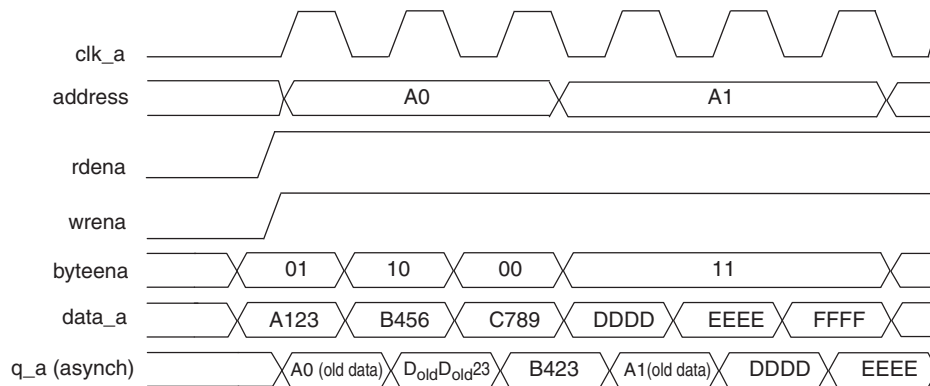 clk_a
address A0 A1
rdena
wrena
byteena 01 10 00 11
data_a A123 B456 C789 DDDD EEEE FFFF
q_a (asynch) A0 (old data) DoldDold23 B423 A1(old data) DDDD EEEE